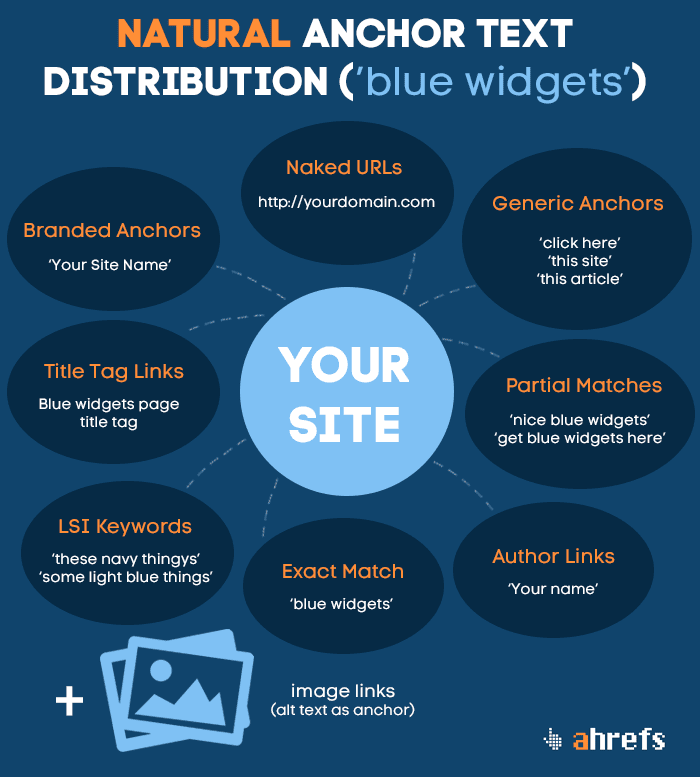 NATURAL ANCHOR TEXT
DISTRIBUTION ('blue widgets')
Naked URLs
http://yourdomain.com
Branded Anchors
'Your Site Name'
Generic Anchors
'click here'
'this site'
'this article'
YOUR
SITE
Title Tag Links
Blue widgets page
title tag
Partial Matches
'nice blue widgets'
'get blue widgets here'
LSI Keywords
'these navy thingys'
'some light blue things'
Exact Match
'blue widgets'
Author Links
'Your name'
+
image links
(alt text as anchor)
ahrefs